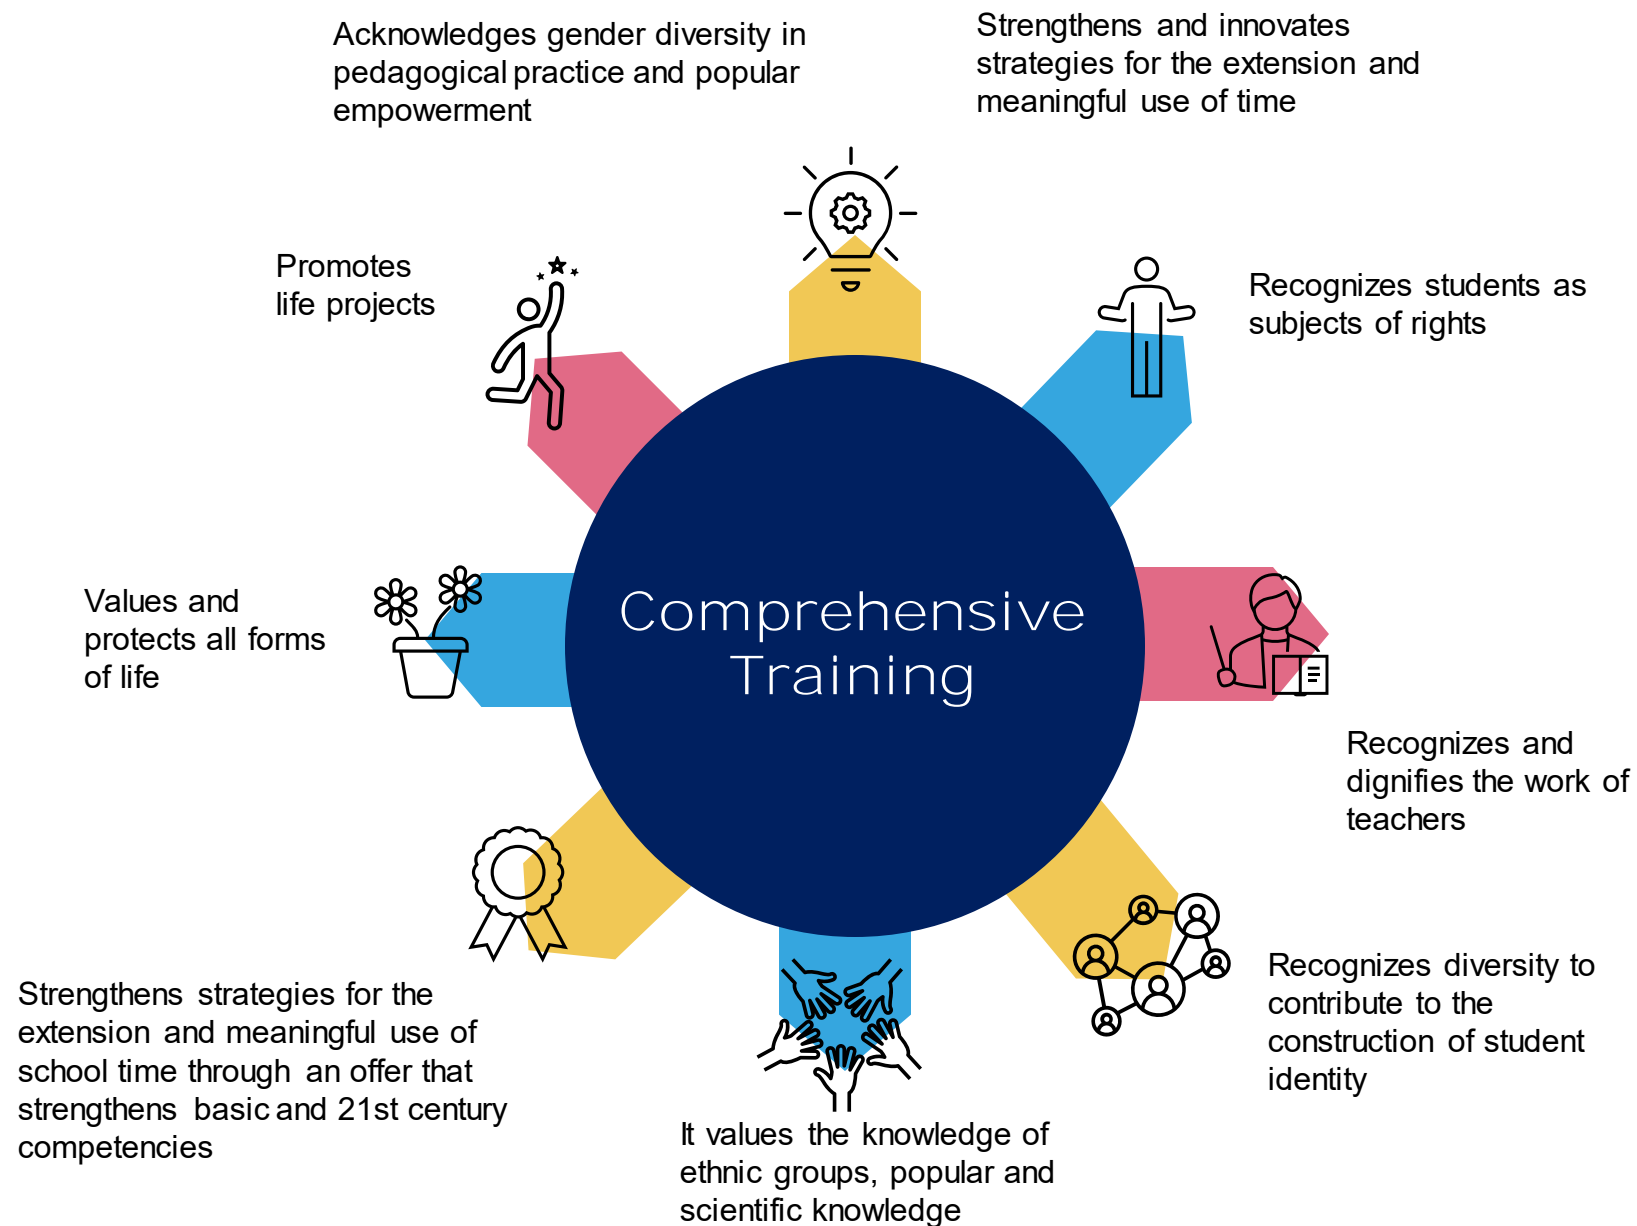 Acknowledges gender diversity in
pedagogical practice and popular
empowerment
Strengthens and innovates
strategies for the extension and
meaningful use of time
Promotes
life projects
Recognizes students as
subjects of rights
Values and
protects all forms
of life
Comprehensive
Training
Recognizes and
dignifies the work of
teachers
Strengthens strategies for the
extension and meaningful use of
school time through an offer that
strengthens basic and 21st century
competencies
Recognizes diversity to
contribute to the
construction of student
identity
It values the knowledge of
ethnic groups, popular and
scientific knowledge